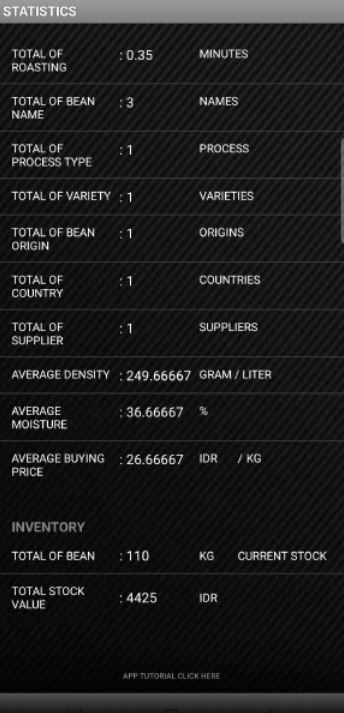 STATISTICS
TOTAL OF ROASTING : 0.35 MINUTES
TOTAL OF BEAN NAME : 3 NAMES
TOTAL OF PROCESS TYPE : 1 PROCESS
TOTAL OF VARIETY : 1 VARIETIES
TOTAL OF BEAN ORIGIN : 1 ORIGINS
TOTAL OF COUNTRY : 1 COUNTRIES
TOTAL OF SUPPLIER : 1 SUPPLIERS
AVERAGE DENSITY : 249.66667 GRAM / LITER
AVERAGE MOISTURE : 36.66667 %
AVERAGE BUYING PRICE : 26.66667 IDR / KG
INVENTORY
TOTAL OF BEAN : 110 KG CURRENT STOCK
TOTAL STOCK VALUE : 4425 IDR
APP TUTORIAL CLICK HERE